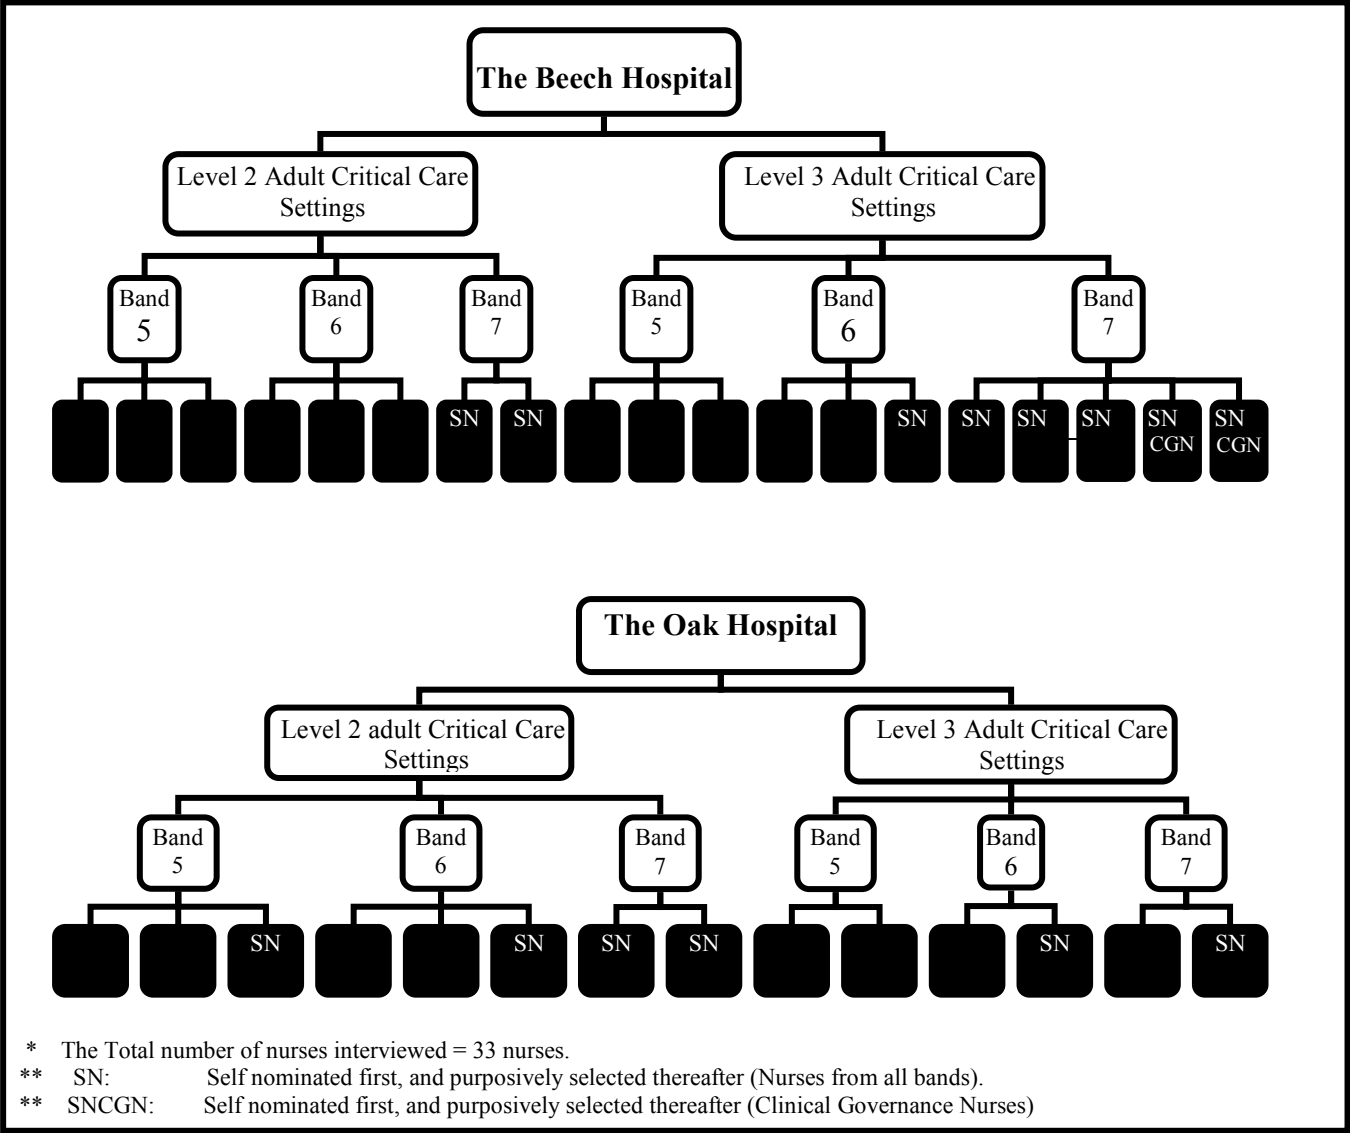 The Beech Hospital
Level 2 Adult Critical Care
Settings
Level 3 Adult Critical Care
Settings
Band
5
Band
6
Band
7
Band
5
Band
6
Band
7
SN
SN
SN
SN
SN
SN
SN
CGN
SN
CGN
The Oak Hospital
Level 2 adult Critical Care
Settings
Level 3 Adult Critical Care
Settings
Band
5
Band
6
Band
7
Band
5
Band
6
Band
7
SN
SN
SN
SN
SN
SN
* The Total number of nurses interviewed = 33 nurses.
** SN: Self nominated first, and purposively selected thereafter (Nurses from all bands).
** SNCGN: Self nominated first, and purposively selected thereafter (Clinical Governance Nurses)